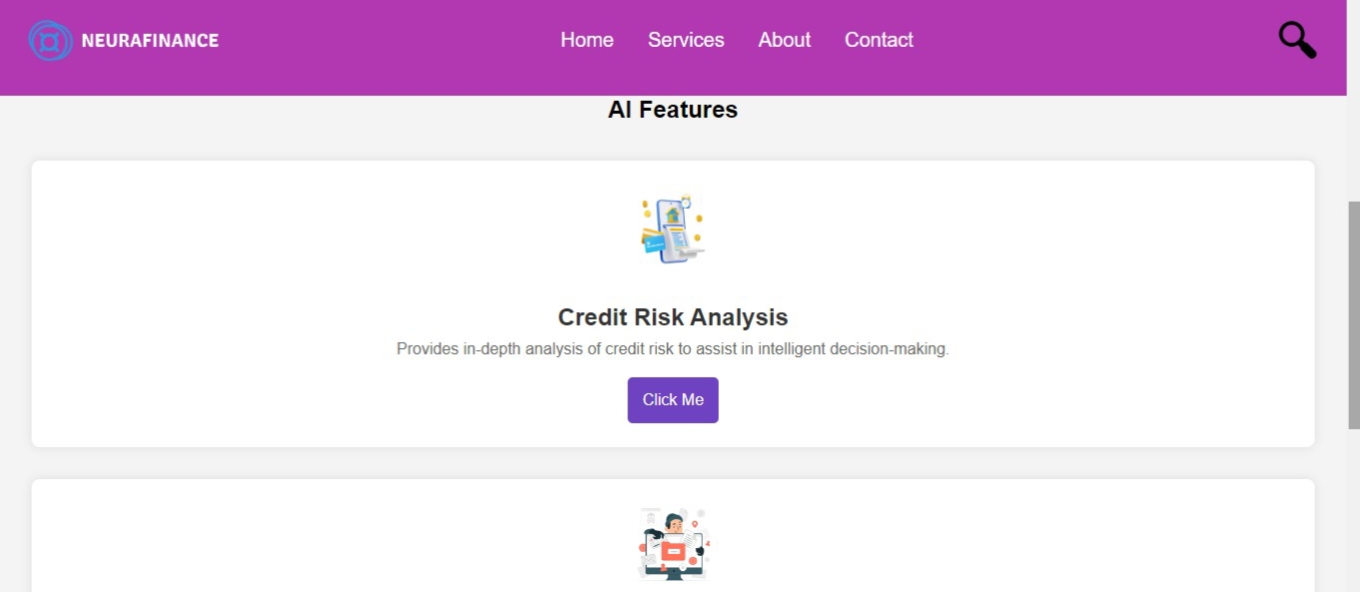 NEURAFINANCE
Home Services About Contact
AI Features
Credit Risk Analysis
Provides in-depth analysis of credit risk to assist in intelligent decision-making.
Click Me